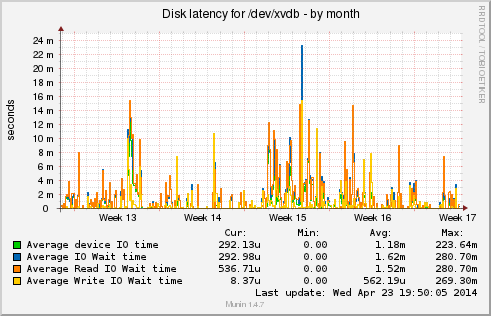 Disk latency for /dev/xvdb - by month
RRDTOOL / TOBI OETIKER
seconds
24 m
22 m
20 m
18 m
16 m
14 m
12 m
10 m
8 m
6 m
4 m
2 m
0
Week 13 Week 14 Week 15 Week 16 Week 17
Cur: Min: Avg: Max:
Average device IO time 292.13u 0.00 1.18m 223.64m
Average IO Wait time 292.98u 0.00 1.62m 280.70m
Average Read IO Wait time 536.71u 0.00 1.52m 280.70m
Average Write IO Wait time 8.37u 0.00 562.19u 269.30m
Last update: Wed Apr 23 19:50:05 2014
Munin 1.4.7